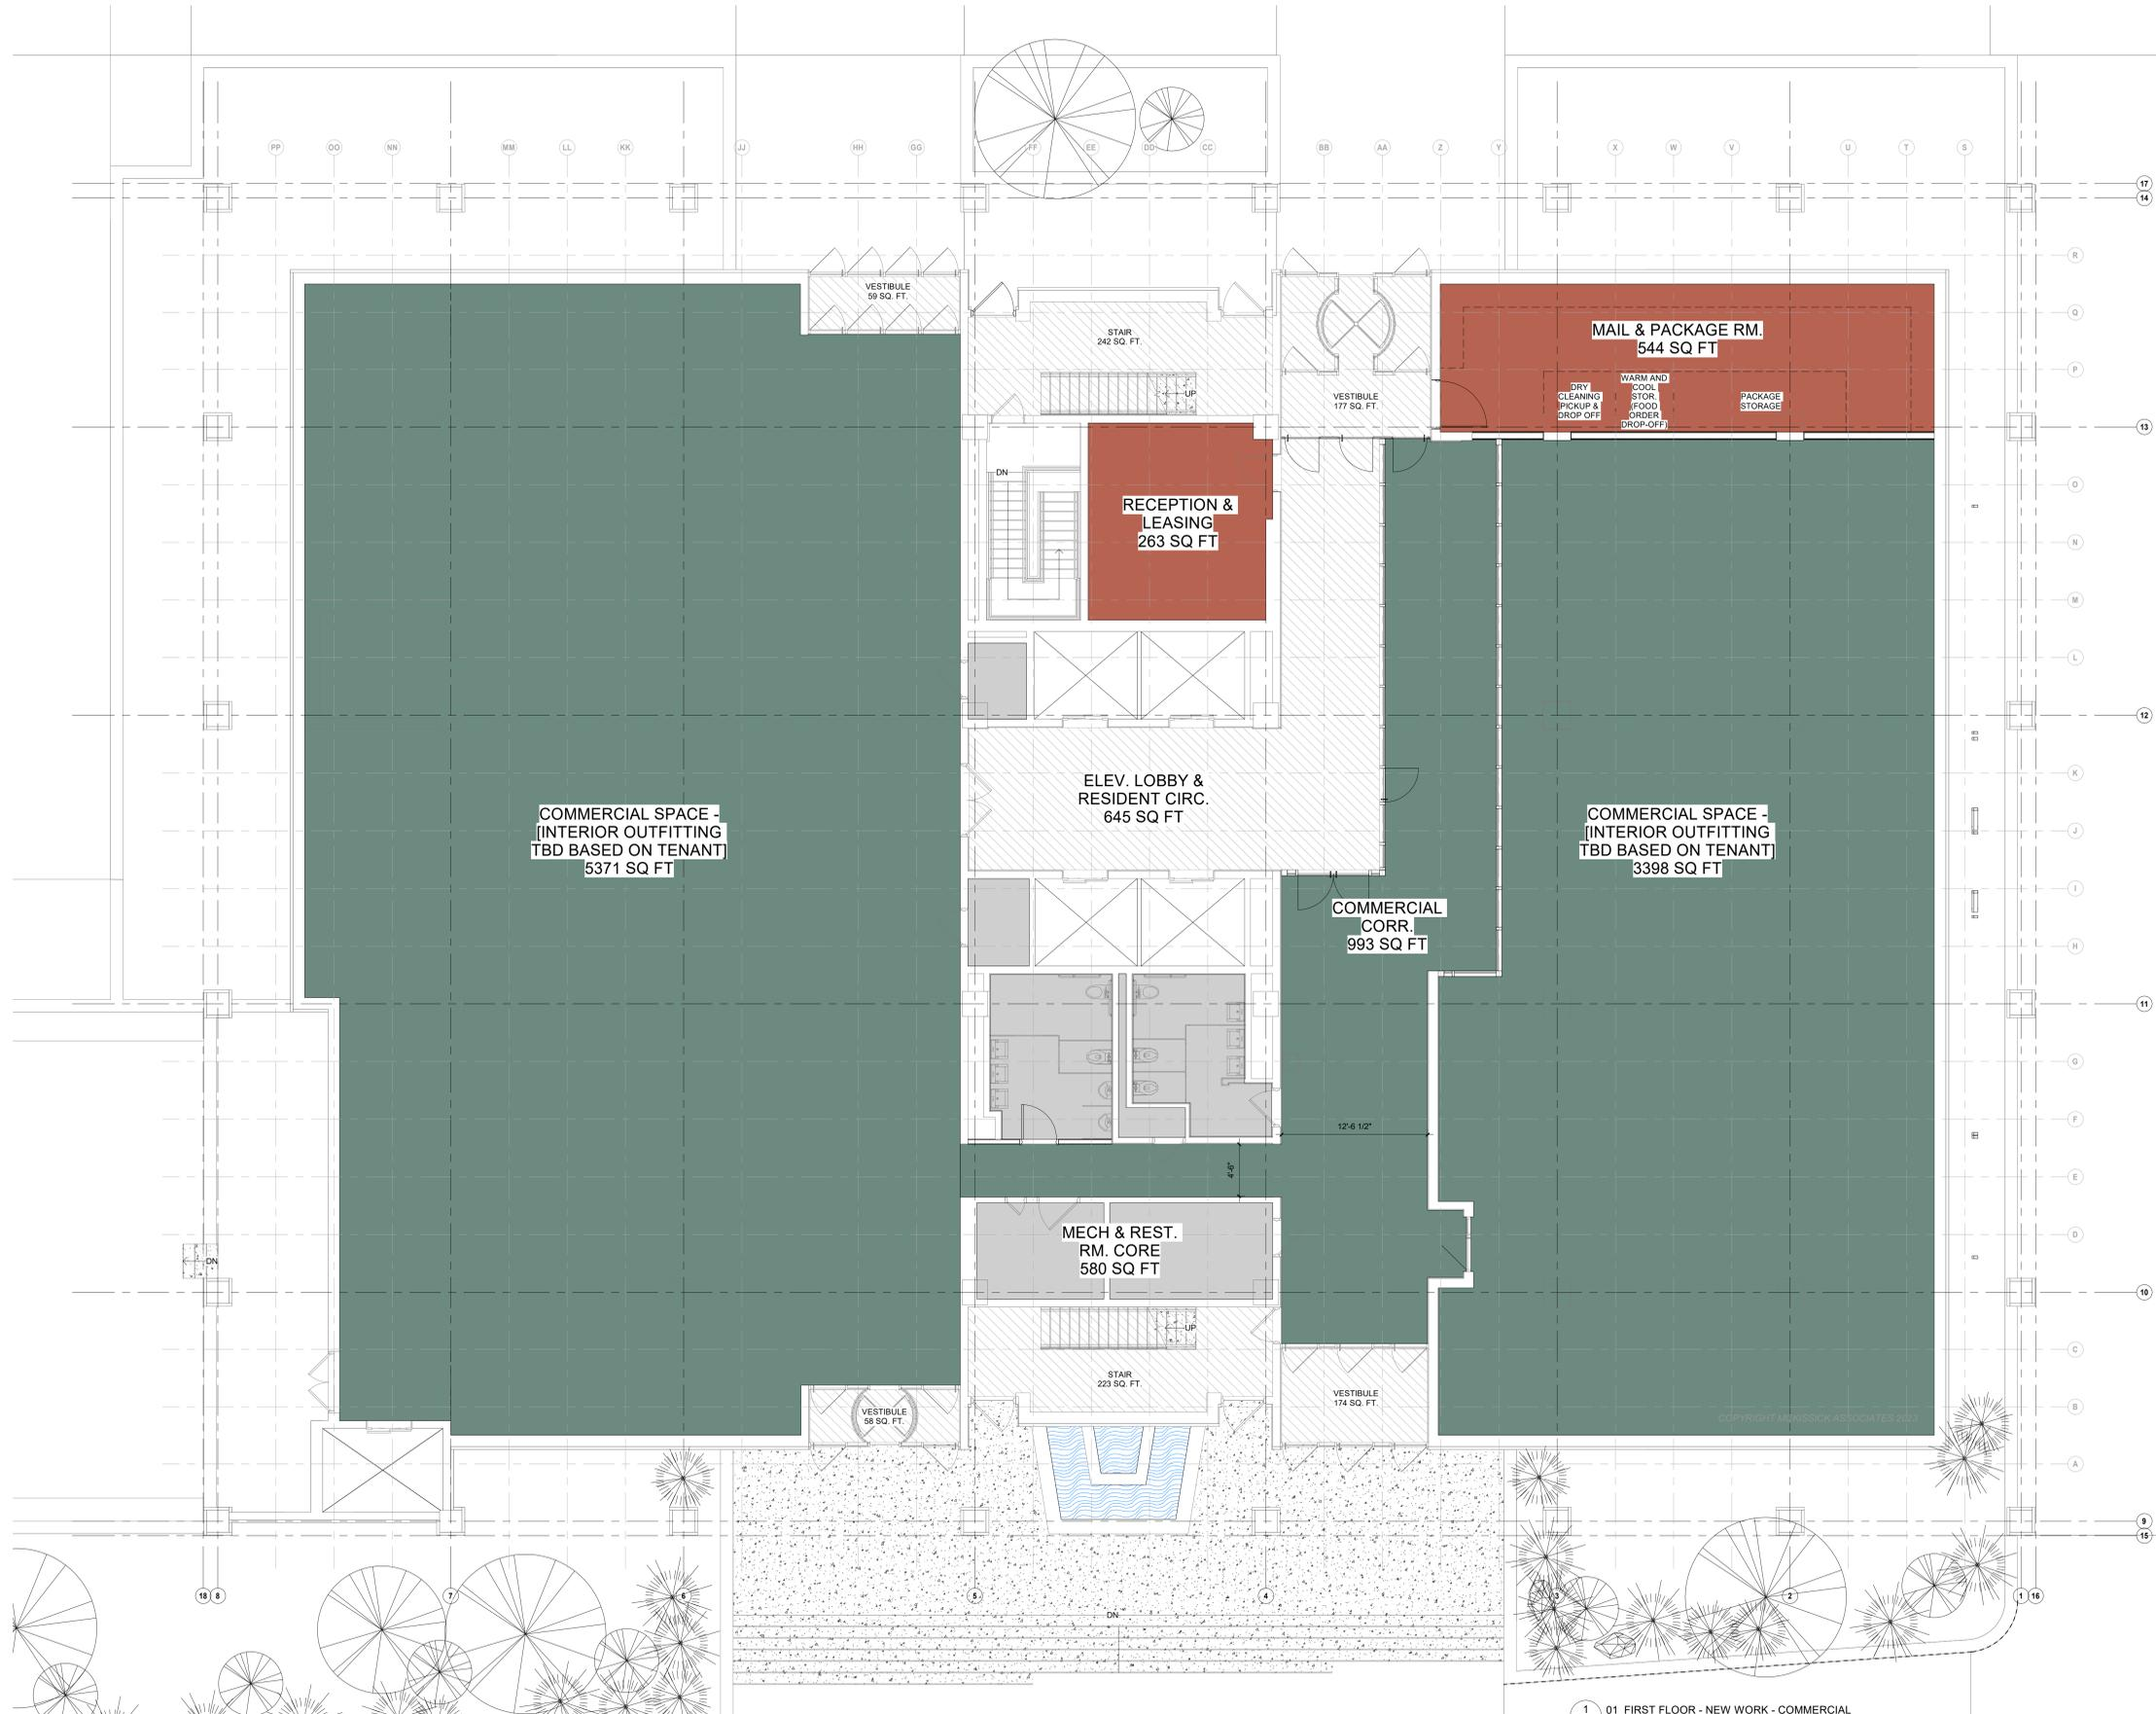 PP
OO
NN
MM
LL
KK
JJ
HH
GG
FF
EE
DD
CC
BB
AA
Z
Y
X
W
V
U
T
S
17
14
R
Q
P
13
O
N
M
L
12
K
J
I
H
11
G
F
E
D
10
C
B
A
9
15
VESTIBULE
59 SQ. FT.
STAIR
242 SQ. FT.
UP
VESTIBULE
177 SQ. FT.
MAIL & PACKAGE RM.
544 SQ FT
DRY
CLEANING
PICKUP &
DROP OFF
WARM AND
COOL
STOR.
(FOOD
ORDER
DROP-OFF)
PACKAGE
STORAGE
DN
RECEPTION &
LEASING
263 SQ FT
COMMERCIAL SPACE -
[INTERIOR OUTFITTING
TBD BASED ON TENANT]
5371 SQ FT
ELEV. LOBBY &
RESIDENT CIRC.
645 SQ FT
COMMERCIAL SPACE -
[INTERIOR OUTFITTING
TBD BASED ON TENANT]
3398 SQ FT
COMMERCIAL
CORR.
993 SQ FT
12'-6 1/2"
4'-6"
MECH & REST.
RM. CORE
580 SQ FT
DN
UP
STAIR
223 SQ. FT.
VESTIBULE
58 SQ. FT.
VESTIBULE
174 SQ. FT.
COPYRIGHT MCKISSICK ASSOCIATES 2023
18
8
7
6
5
4
3
2
1
16
DN
1
01 FIRST FLOOR - NEW WORK - COMMERCIAL